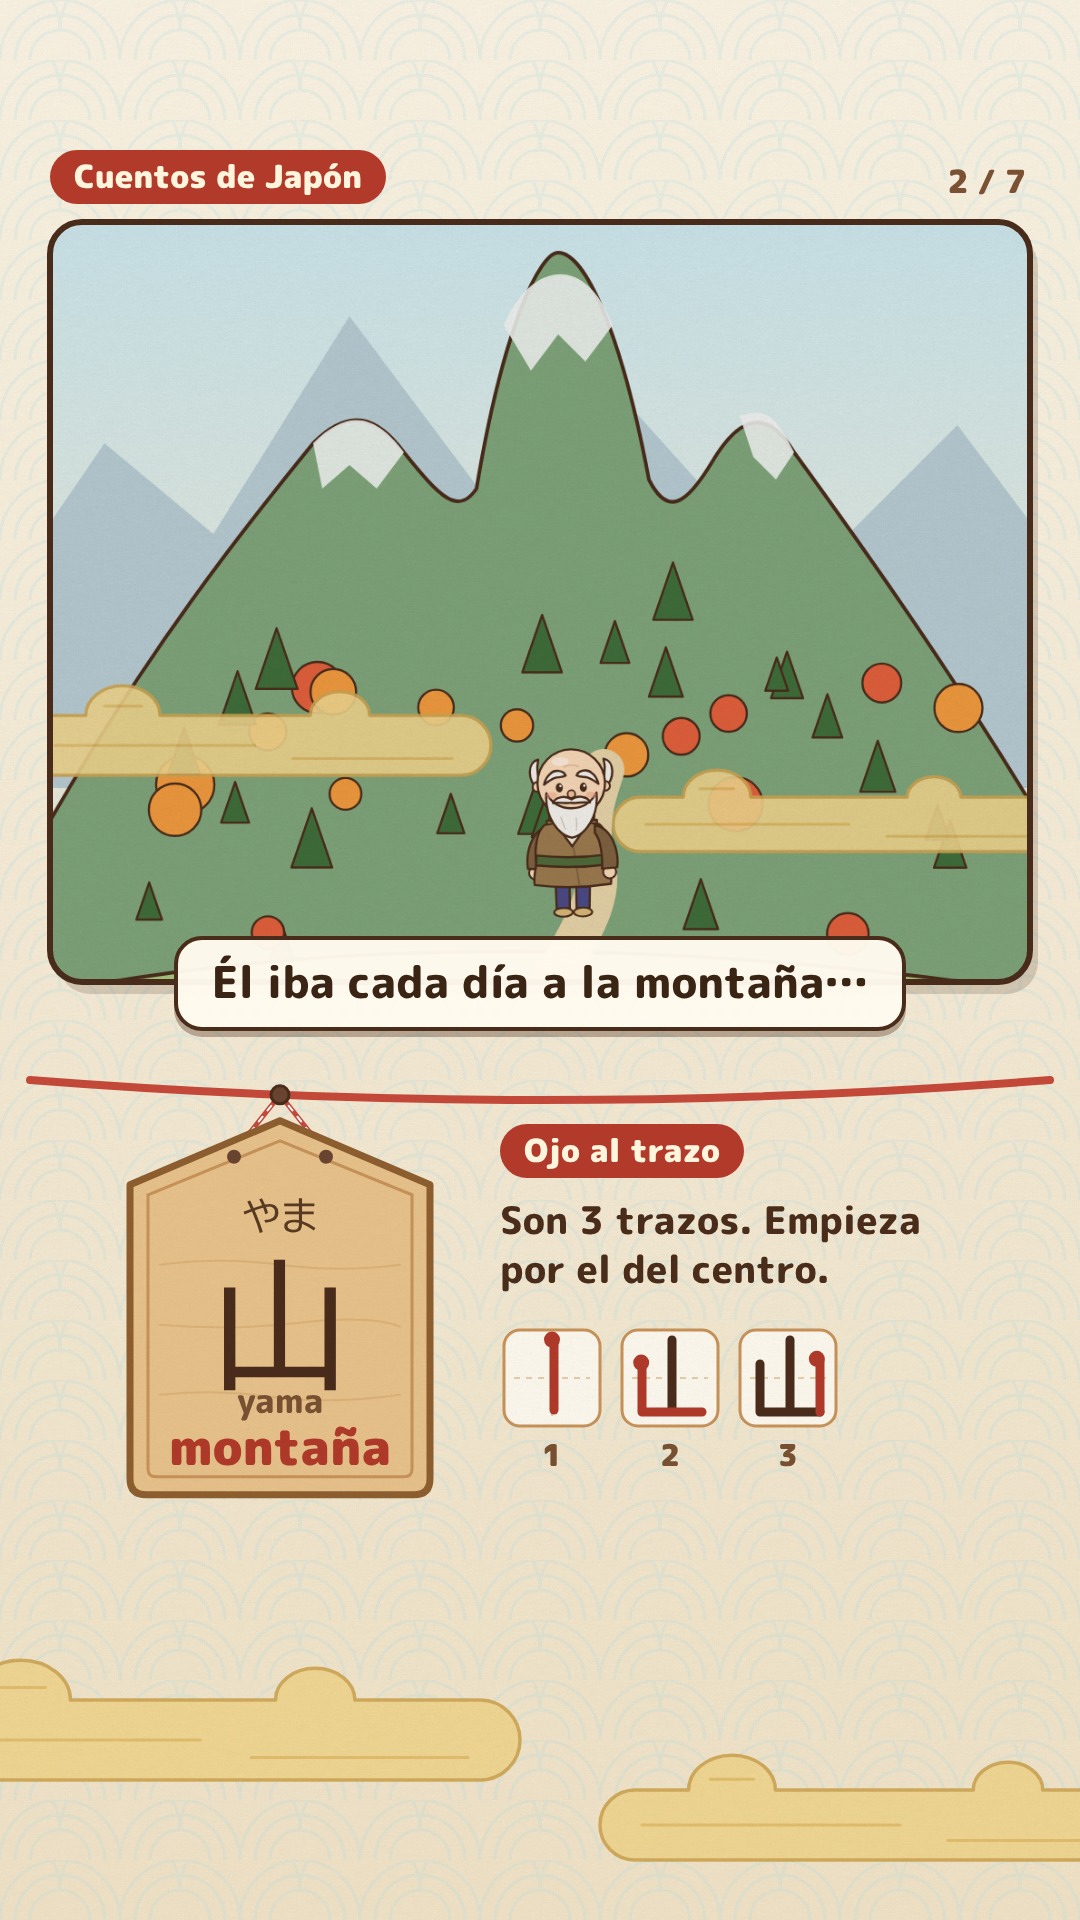 Cuentos de Japón
2 / 7
Él iba cada día a la montaña…
やま
山
yama
montaña
Ojo al trazo
Son 3 trazos. Empieza
por el del centro.
1 2 3